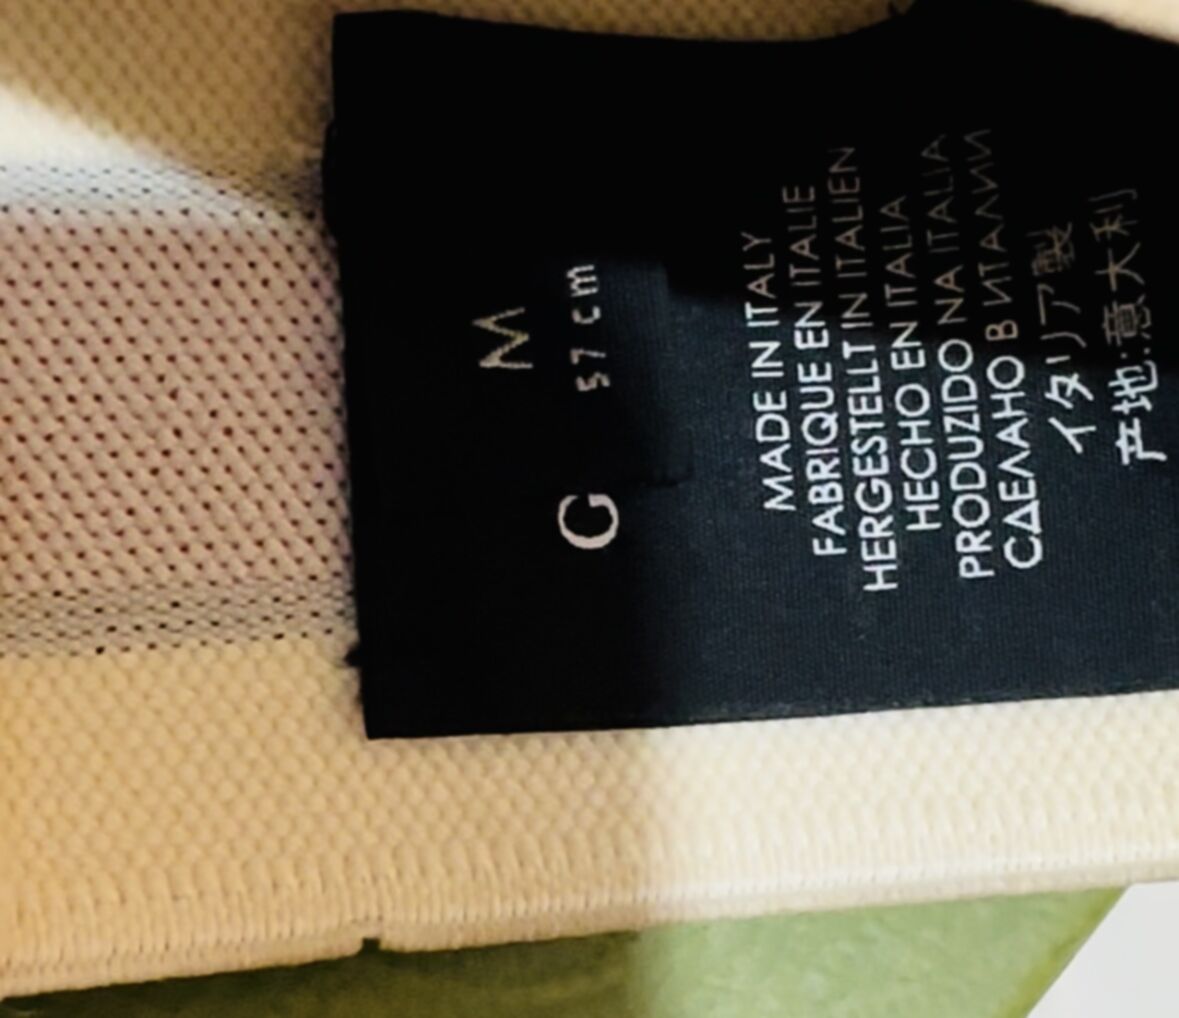 M
57 cm
G
MADE IN ITALY
FABRIQUE EN ITALIE
HERGESTELLT IN ITALIEN
HECHO EN ITALIA
PRODUZIDO NA ITALIA
СДЕЛАНО В ИТАЛИИ
イタリア製
产地:意大利